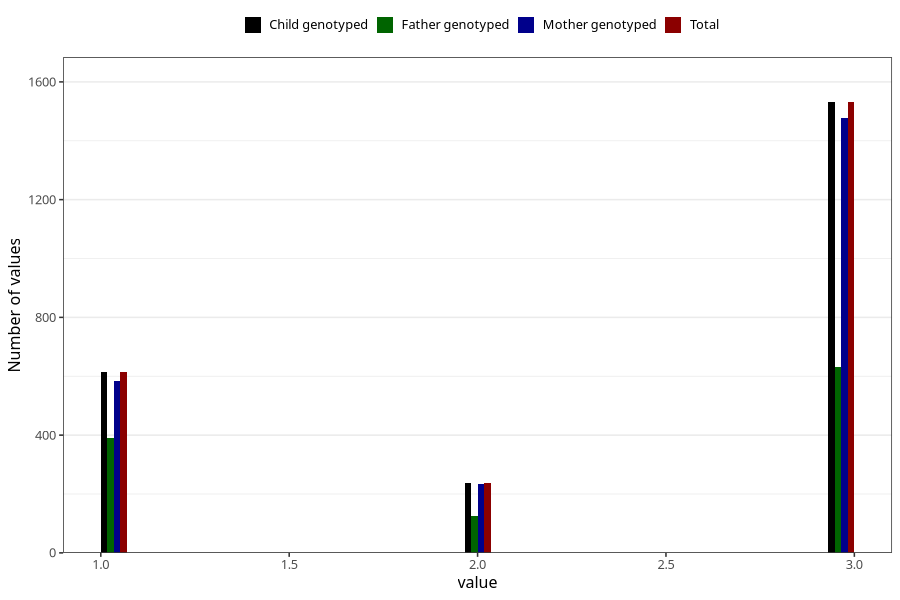 Child genotyped Father genotyped Mother genotyped Total
1600
1200
800
400
0
Number of values
1.0 1.5 2.0 2.5 3.0
value